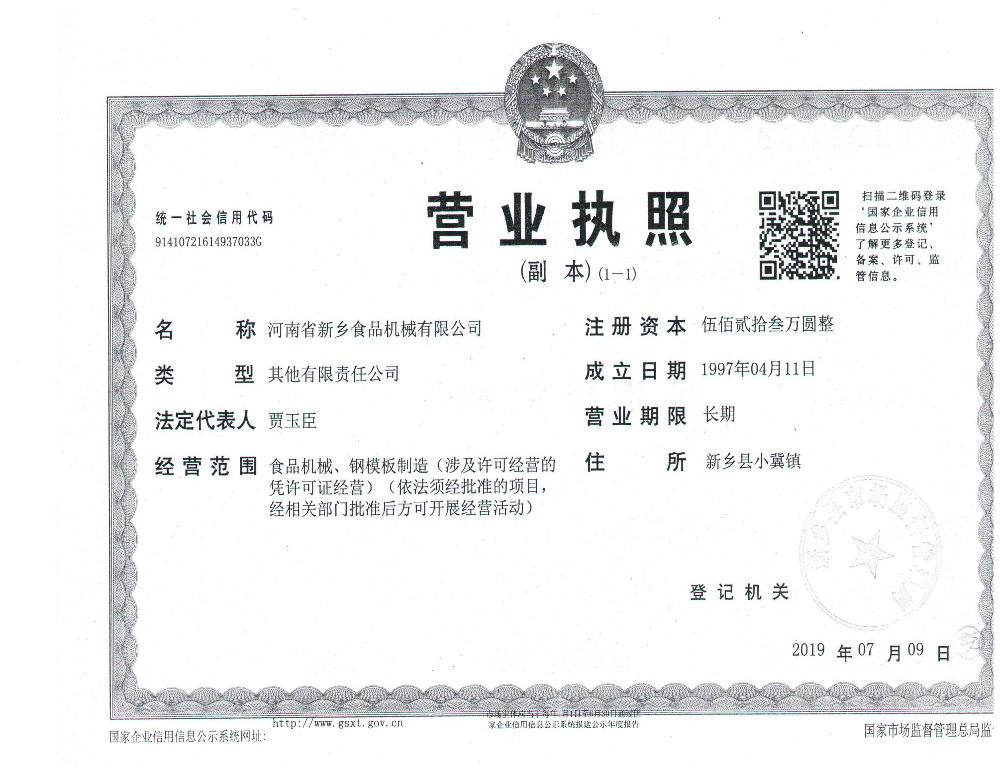 统一社会信用代码
91410721614937033G
营业执照
(副 本) (1-1)
扫描二维码登录
‘国家企业信用
信息公示系统’
了解更多登记、
备案、许可、监
管信息。
名 称 河南省新乡食品机械有限公司
类 型 其他有限责任公司
法定代表人 贾玉臣
经营范围 食品机械、钢模板制造（涉及许可经营的
凭许可证经营）（依法须经批准的项目，
经相关部门批准后方可开展经营活动）
注册资本 伍佰贰拾叁万圆整
成立日期 1997年04月11日
营业期限 长期
住 所 新乡县小冀镇
新乡县市场监督管理局
登记机关
2019 年 07 月 09 日
国家企业信用信息公示系统网址:
http://www.gsxt.gov.cn
市场主体应当于每年1月1日至6月30日通过国
家企业信用信息公示系统报送公示年度报告
国家市场监督管理总局监